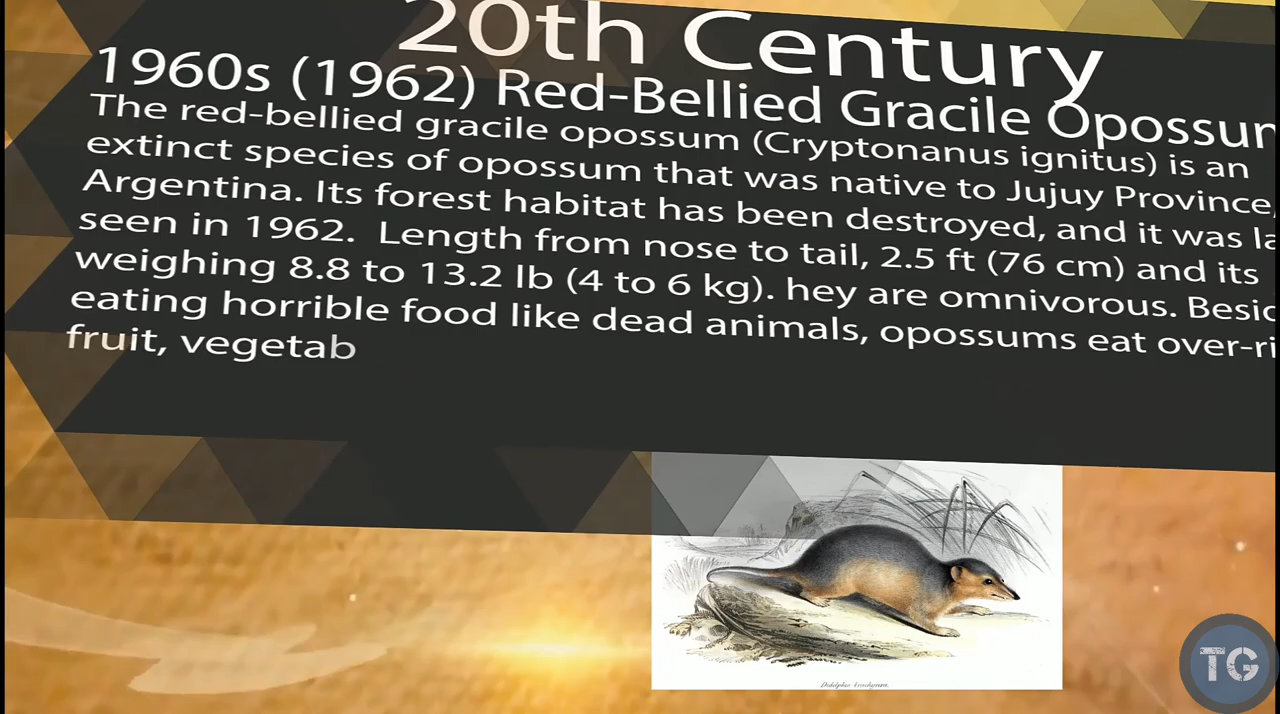 20th Century
1960s (1962) Red-Bellied Gracile Opossum
The red-bellied gracile opossum (Cryptonanus ignitus) is an
extinct species of opossum that was native to Jujuy Province,
Argentina. Its forest habitat has been destroyed, and it was la
seen in 1962. Length from nose to tail, 2.5 ft (76 cm) and its
weighing 8.8 to 13.2 lb (4 to 6 kg). hey are omnivorous. Besid
eating horrible food like dead animals, opossums eat over-ri
fruit, vegetab
TG